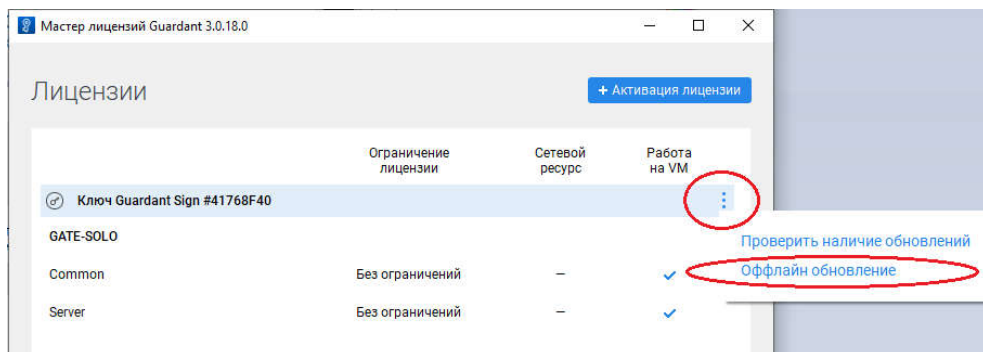 Мастер лицензий Guardant 3.0.18.0
Лицензии
+ Активация лицензии
Ограничение лицензии
Сетевой ресурс
Работа на VM
Ключ Guardant Sign #41768F40
GATE-SOLO
Проверить наличие обновлений
Common Без ограничений – ✓
Оффлайн обновление
Server Без ограничений – ✓